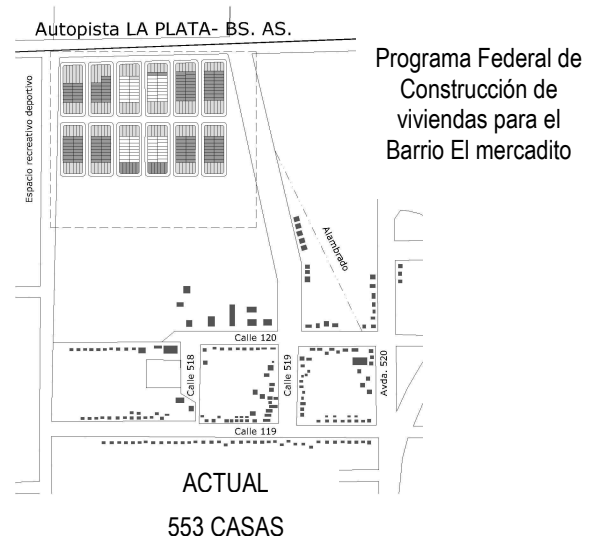 Autopista LA PLATA- BS. AS.
Programa Federal de
Construcción de
viviendas para el
Barrio El mercadito
Espacio recreativo deportivo
Alambrado
Calle 120
Calle 518
Calle 519
Avda. 520
Calle 119
ACTUAL
553 CASAS